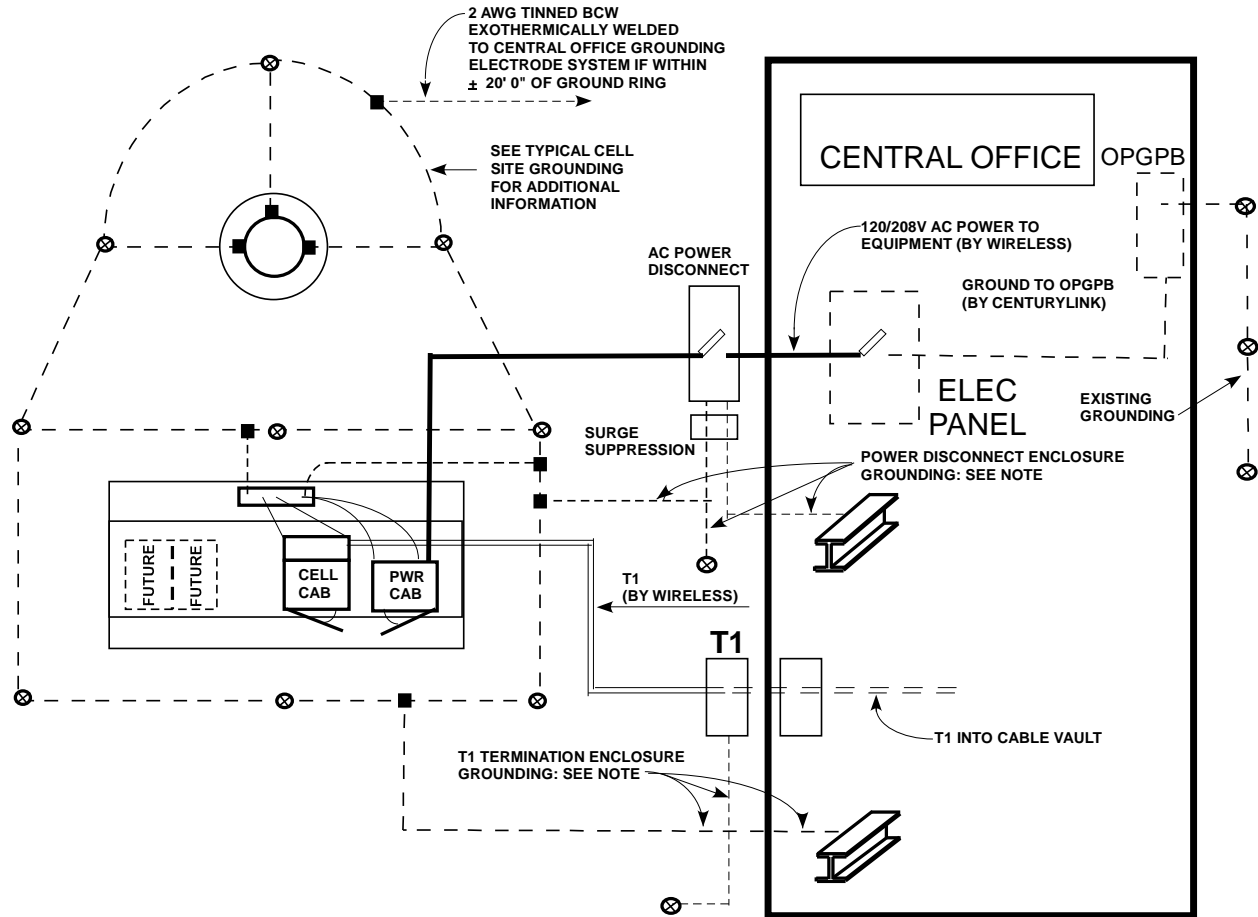 2 AWG TINNED BCW
EXOTHERMICALLY WELDED
TO CENTRAL OFFICE GROUNDING
ELECTRODE SYSTEM IF WITHIN
± 20' 0" OF GROUND RING
SEE TYPICAL CELL
SITE GROUNDING
FOR ADDITIONAL
INFORMATION
CENTRAL OFFICE
OPGPB
120/208V AC POWER TO
EQUIPMENT (BY WIRELESS)
AC POWER
DISCONNECT
GROUND TO OPGPB
(BY CENTURYLINK)
ELEC
PANEL
EXISTING
GROUNDING
SURGE
SUPPRESSION
POWER DISCONNECT ENCLOSURE
GROUNDING: SEE NOTE
FUTURE
FUTURE
CELL
CAB
PWR
CAB
T1
(BY WIRELESS)
T1
T1 INTO CABLE VAULT
T1 TERMINATION ENCLOSURE
GROUNDING: SEE NOTE